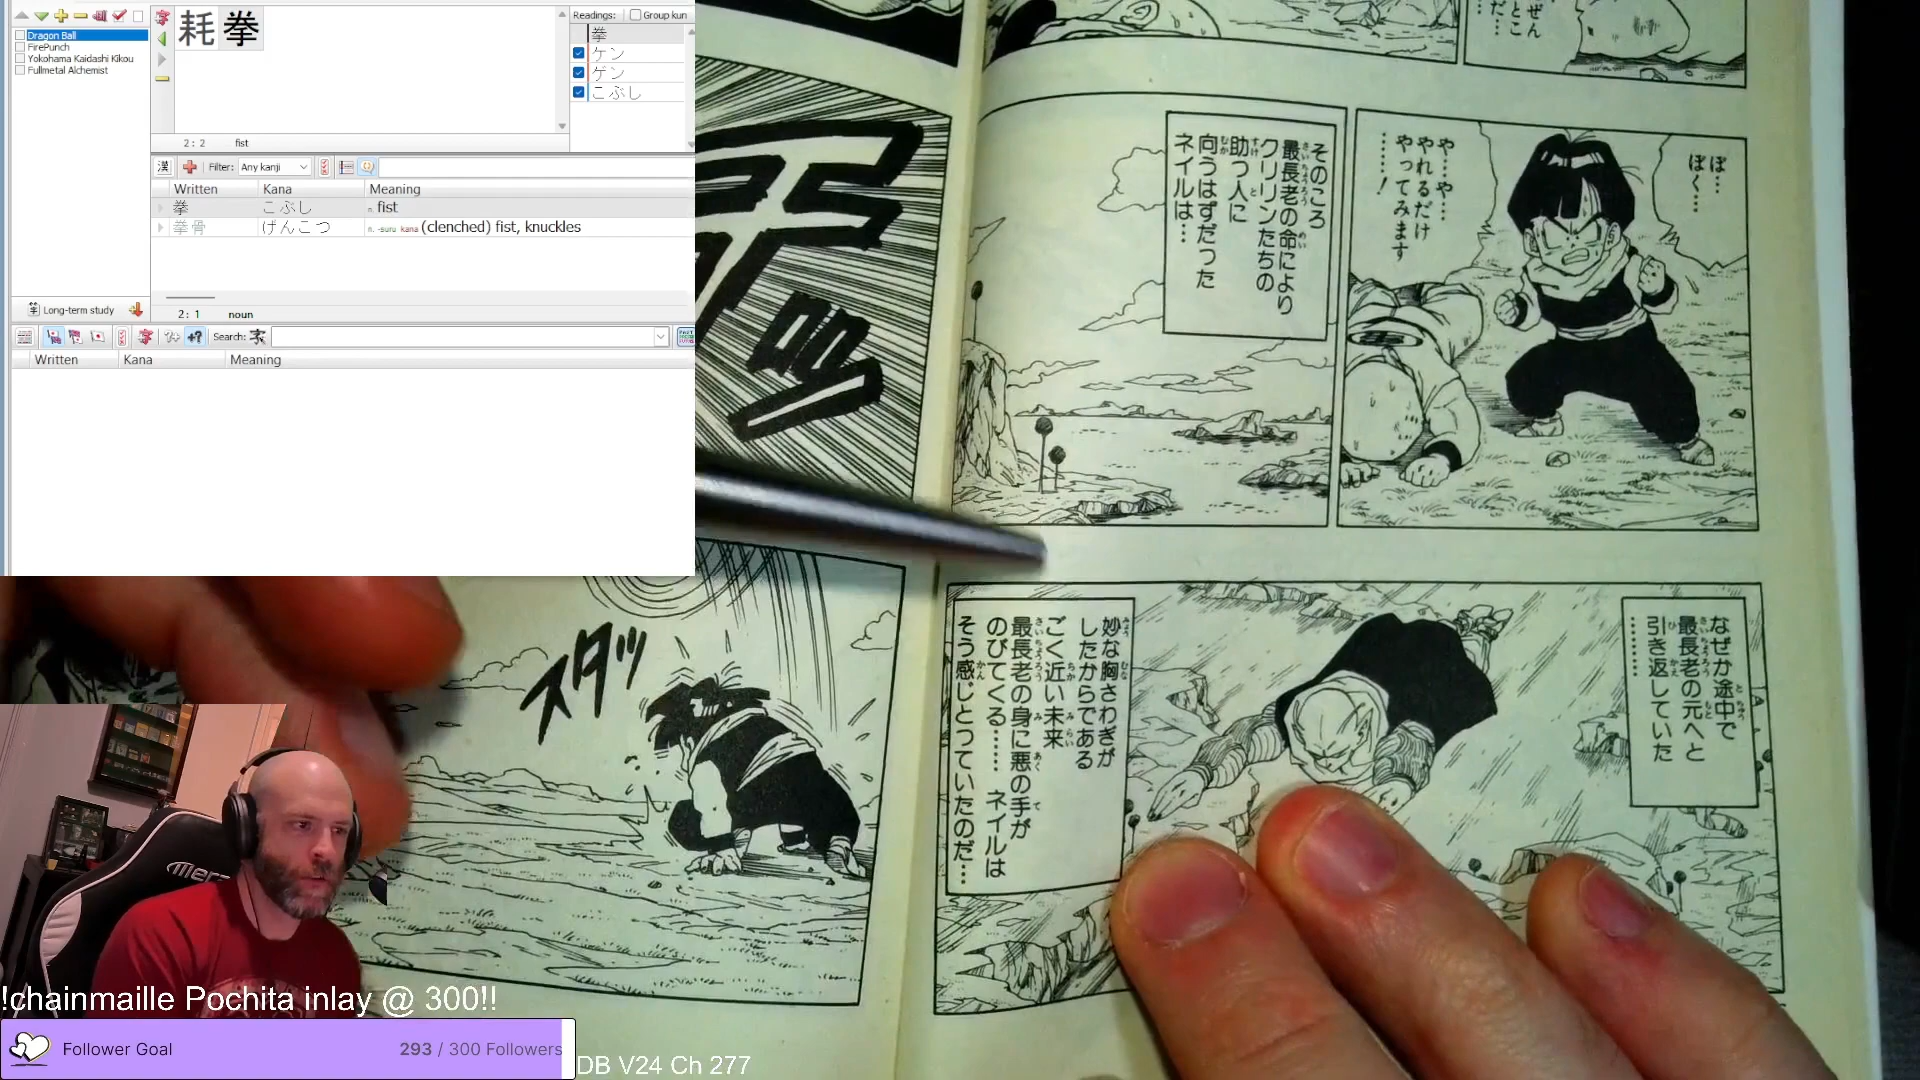 Dragon Ball
FirePunch
Yokohama Kaidashi Kikou
Fullmetal Alchemist
Long-term study
耗 拳
2: 2 fist
Readings: Group kun
拳
ケン
ゲン
こぶし
漢 Filter: Any kanji
Written Kana Meaning
拳 こぶし n. fist
拳骨 げんこつ n. -suru kana (clenched) fist, knuckles
2: 1 noun
Search:
Written Kana Meaning
ぼ…
ぼく…
や…や…
やれるだけ
やってみます
……!
そのころ
最長老の命により
クリリンたちの
助っ人に
向うはずだった
ネイルは…
なぜか途中で
最長老の元へと
引き返していた
……
妙な胸さわぎが
したからである
ごく近い未来
最長老の身に悪の手が
のびてくる…… ネイルは
そう感じとっていたのだ…
スタッ
!chainmaille Pochita inlay @ 300!!
Follower Goal 293 / 300 Followers
DB V24 Ch 277